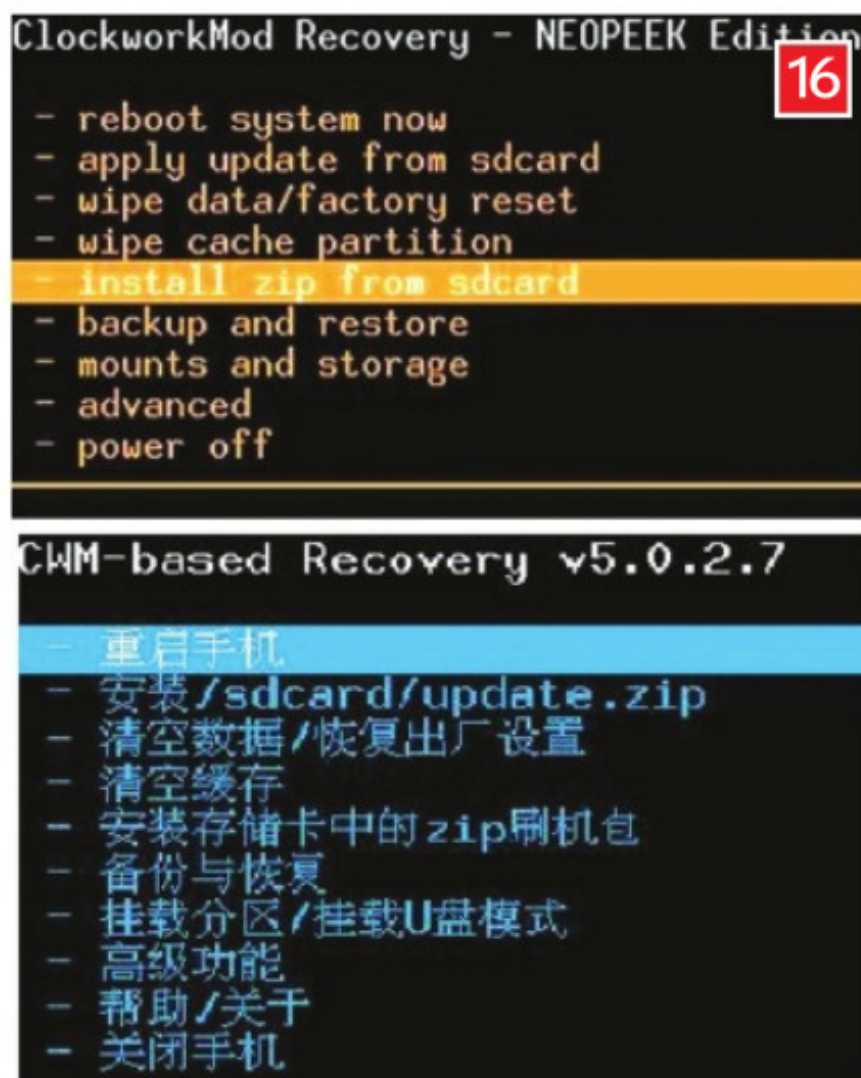 ClockworkMod Recovery - NEOPEEK Edition
16
- reboot system now
- apply update from sdcard
- wipe data/factory reset
- wipe cache partition
- install zip from sdcard
- backup and restore
- mounts and storage
- advanced
- power off
CWM-based Recovery v5.0.2.7
- 重启手机
- 安装/sdcard/update.zip
- 清空数据/恢复出厂设置
- 清空缓存
- 安装存储卡中的zip刷机包
- 备份与恢复
- 挂载分区/挂载U盘模式
- 高级功能
- 帮助/关于
- 关闭手机